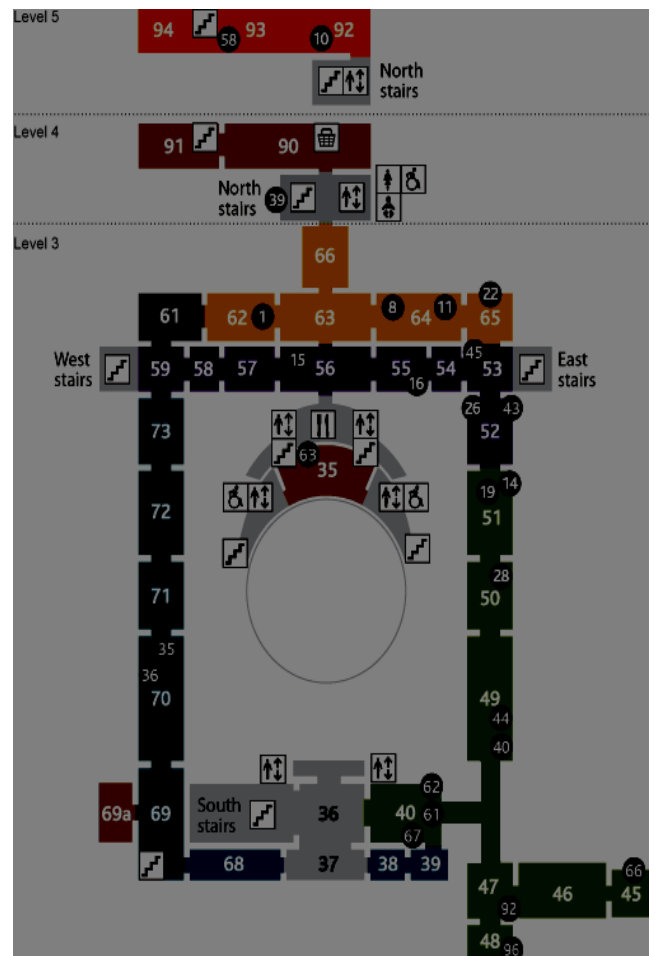 Level 5
94 93 92
58 10
North
stairs
Level 4
91 90
North
stairs
39
Level 3
66
22
61 62 1 63 8 64 11 65
West
stairs
59 58 57 15 56 55 16 54 45 53
East
stairs
73 26 43
52
63 35
72 19 14
51
71 28
50
35
36
70 49
44
40
62
69a 69 South
stairs
36 40 61
67
68 37 38 39
47 46 66
45
92
48 96